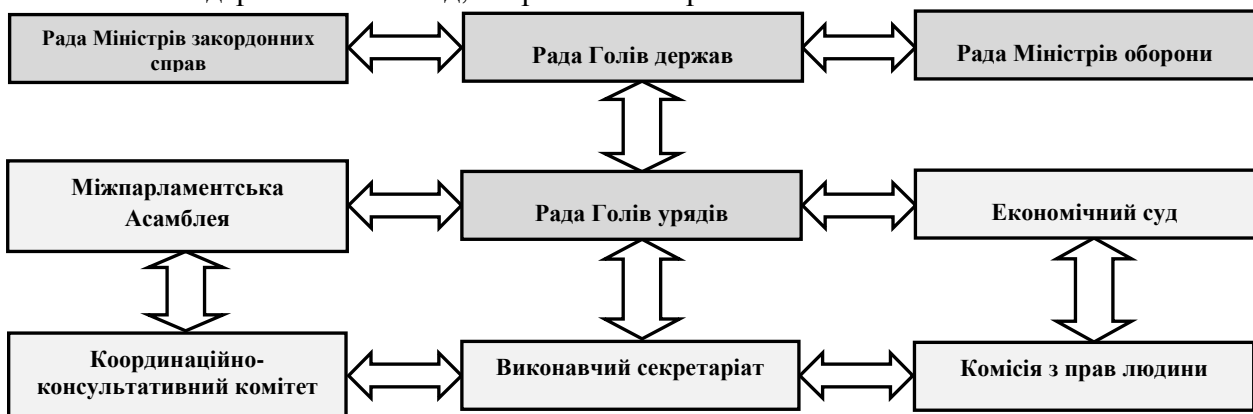 Рада Міністрів закордонних
справ
Рада Голів держав
Рада Міністрів оборони
Міжпарламентська
Асамблея
Рада Голів урядів
Економічний суд
Координаційно-
консультативний комітет
Виконавчий секретаріат
Комісія з прав людини